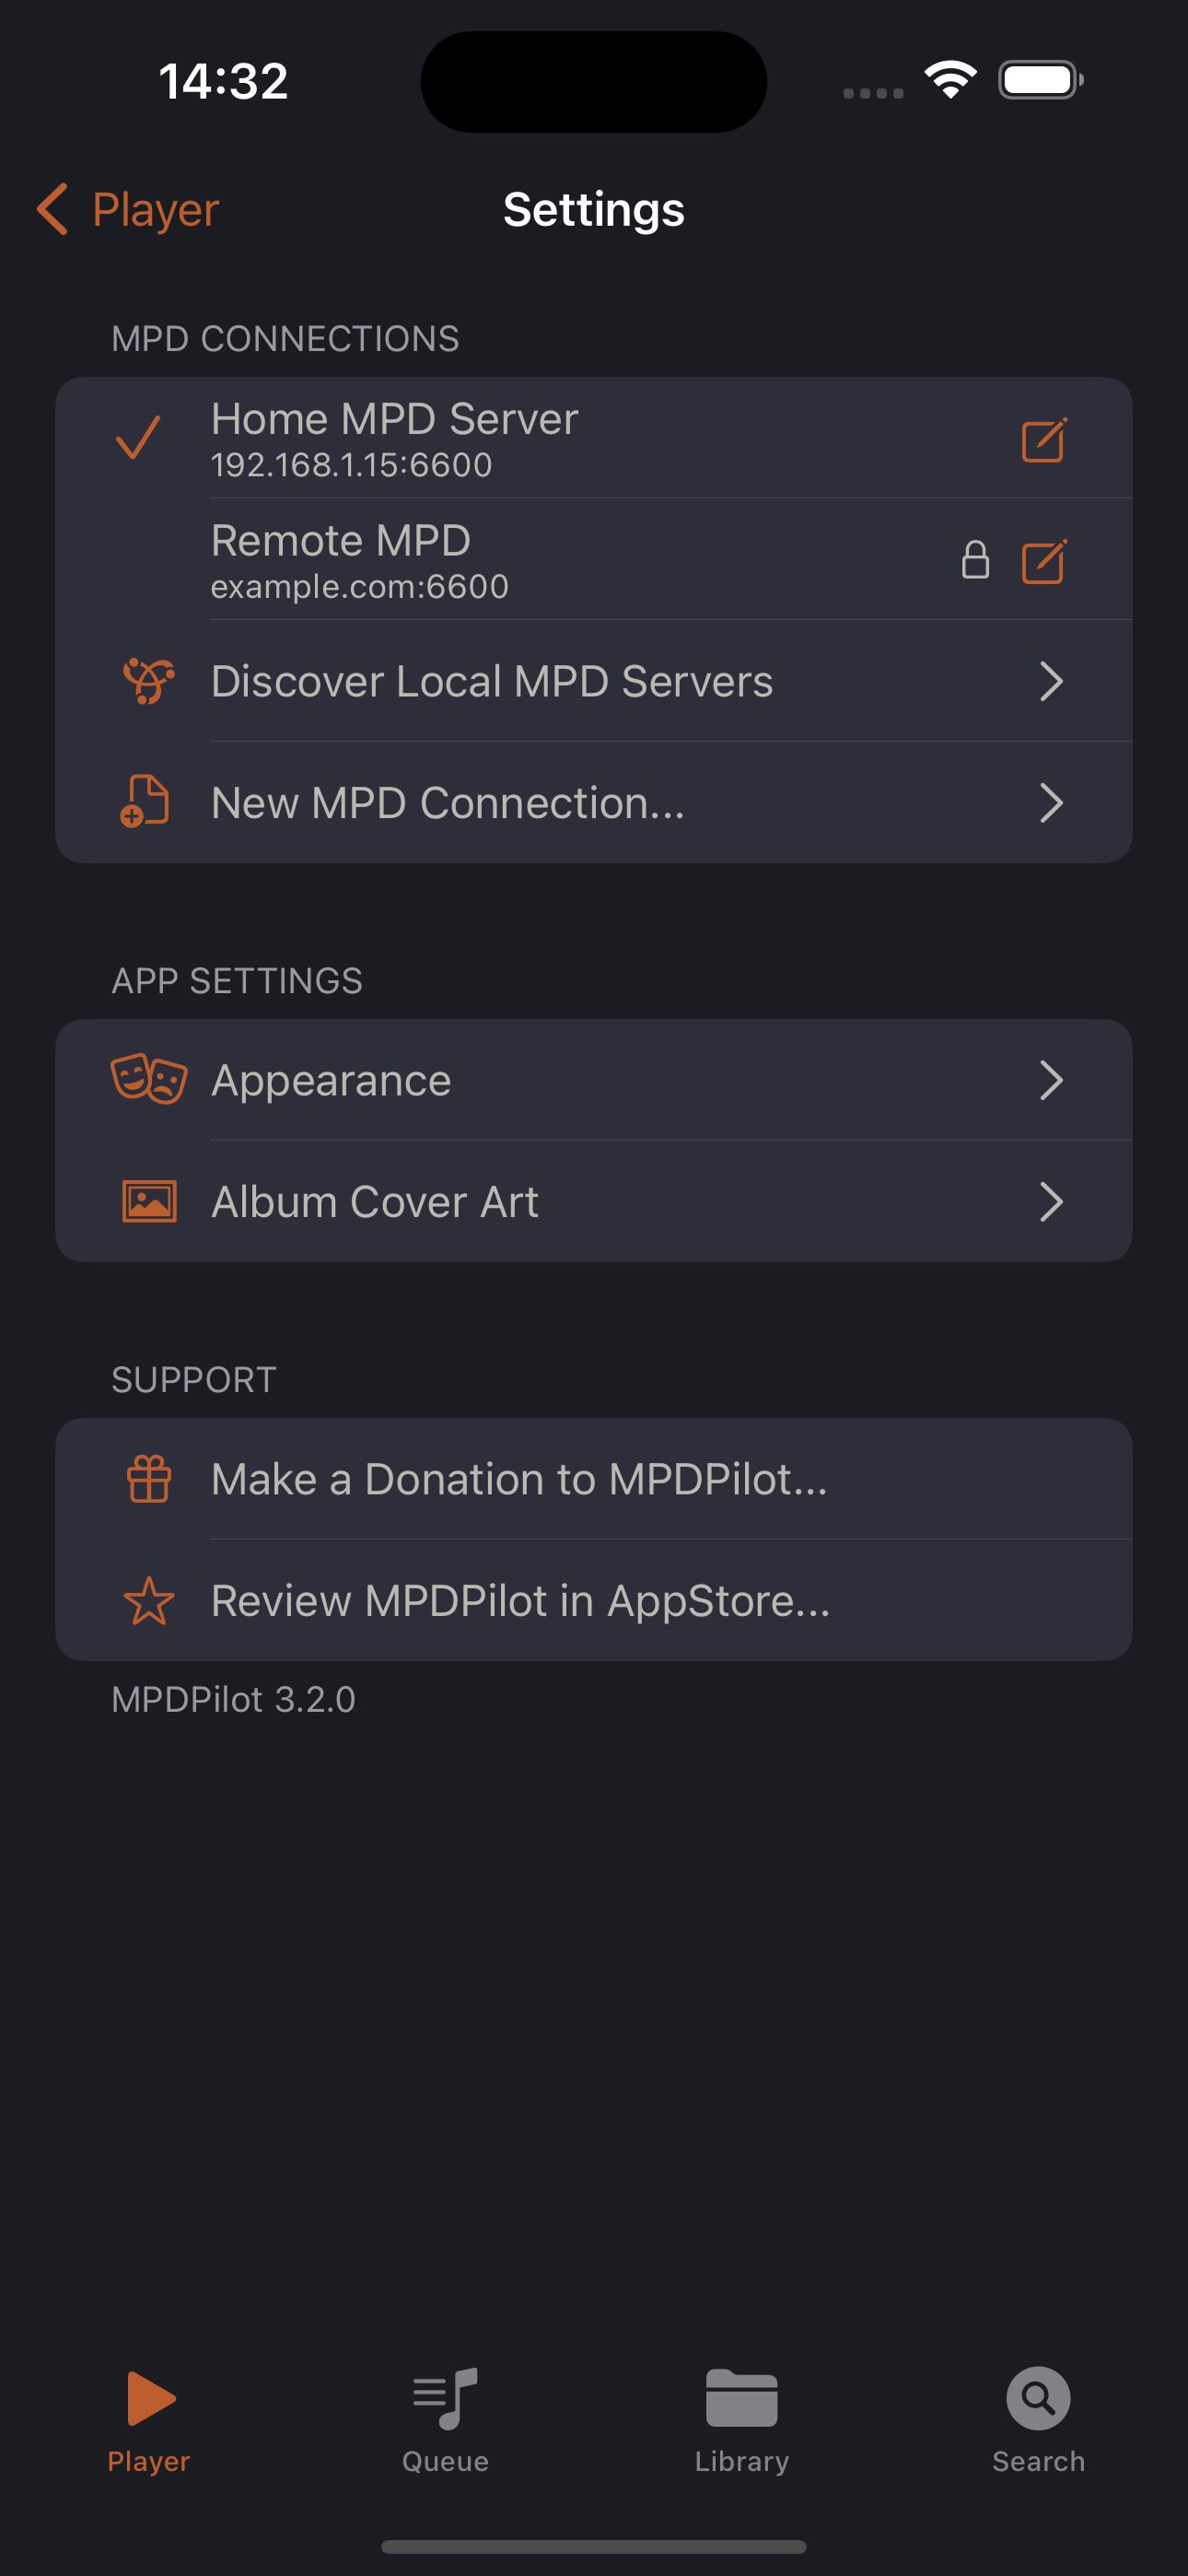 14:32
Player
Settings
MPD CONNECTIONS
Home MPD Server
192.168.1.15:6600
Remote MPD
example.com:6600
Discover Local MPD Servers
New MPD Connection...
APP SETTINGS
Appearance
Album Cover Art
SUPPORT
Make a Donation to MPDPilot...
Review MPDPilot in AppStore...
MPDPilot 3.2.0
Player
Queue
Library
Search